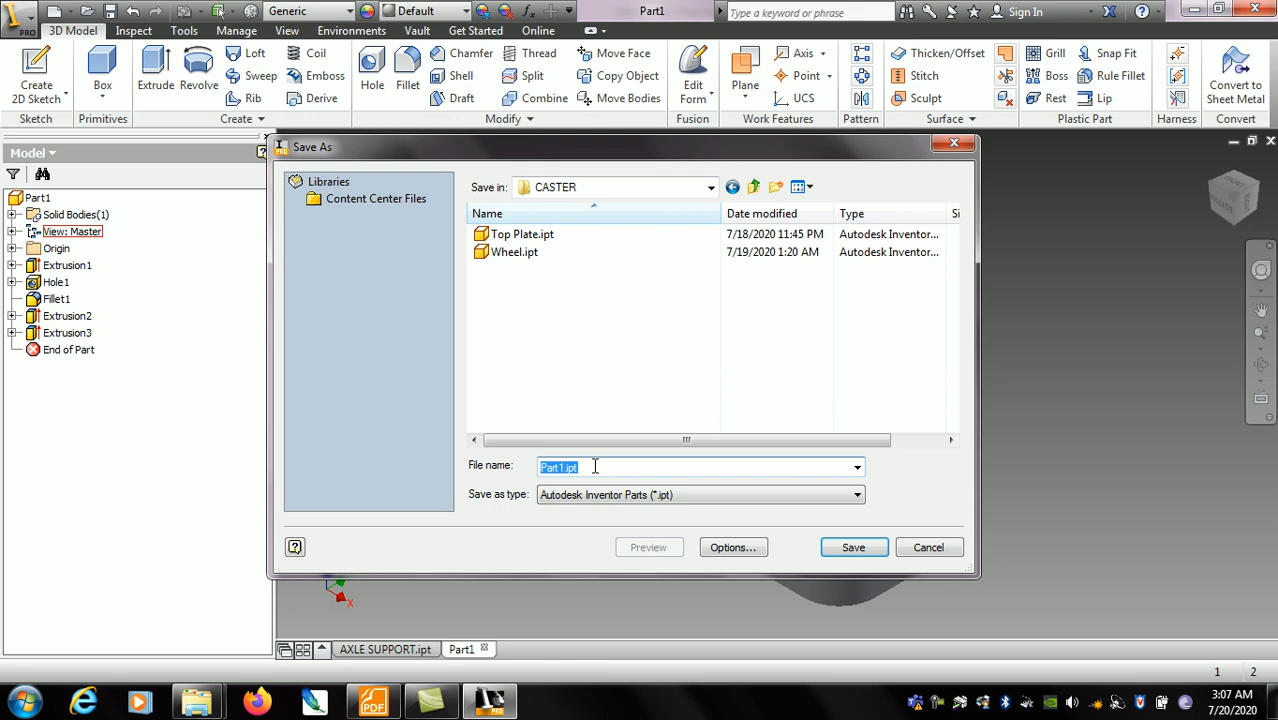 Generic
Default
Part1
Type a keyword or phrase
Sign In
PRO
3D Model
Inspect
Tools
Manage
View
Environments
Vault
Get Started
Online
Create
2D Sketch
Sketch
Box
Primitives
Extrude
Revolve
Loft
Sweep
Rib
Coil
Emboss
Derive
Create
Hole
Fillet
Chamfer
Shell
Draft
Thread
Split
Combine
Move Face
Copy Object
Move Bodies
Modify
Edit
Form
Fusion
Plane
Axis
Point
UCS
Work Features
Pattern
Thicken/Offset
Stitch
Sculpt
Surface
Grill
Boss
Rest
Snap Fit
Rule Fillet
Lip
Plastic Part
Harness
Convert to
Sheet Metal
Convert
Model
Part1
Solid Bodies(1)
View: Master
Origin
Extrusion1
Hole1
Fillet1
Extrusion2
Extrusion3
End of Part
Save As
Libraries
Content Center Files
Save in:
CASTER
Name
Date modified
Type
Si
Top Plate.ipt
7/18/2020 11:45 PM
Autodesk Inventor...
Wheel.ipt
7/19/2020 1:20 AM
Autodesk Inventor...
File name:
Part1.ipt
Save as type:
Autodesk Inventor Parts (*.ipt)
Preview
Options...
Save
Cancel
X
AXLE SUPPORT.ipt
Part1
1
2
PDF
PRO
3:07 AM
7/20/2020